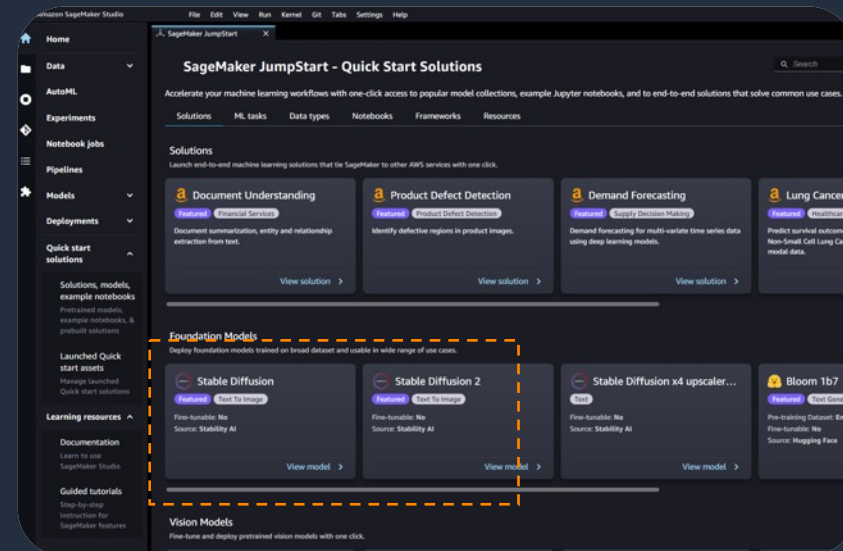 Amazon SageMaker Studio
File Edit View Run Kernel Git Tabs Settings Help
SageMaker JumpStart X
Home
Data
AutoML
Experiments
Notebook jobs
Pipelines
Models
Deployments
Quick start
solutions
Solutions, models,
example notebooks
Pretrained models,
example notebooks, &
prebuilt solutions
Launched Quick
start assets
Manage launched
Quick start solutions
Learning resources
Documentation
Learn to use
SageMaker Studio
Guided tutorials
Step-by-step
instruction for
SageMaker features
SageMaker JumpStart - Quick Start Solutions
Search
Accelerate your machine learning workflows with one-click access to popular model collections, example Jupyter notebooks, and to end-to-end solutions that solve common use cases.
Solutions ML tasks Data types Notebooks Frameworks Resources
Solutions
Launch end-to-end machine learning solutions that tie SageMaker to other AWS services with one click.
Document Understanding
Featured Financial Services
Document summarization, entity and relationship
extraction from text.
View solution >
Product Defect Detection
Featured Product Defect Detection
Identify defective regions in product images.
View solution >
Demand Forecasting
Featured Supply Decision Making
Demand forecasting for multi-variate time series data
using deep learning models.
View solution >
Lung Cancer
Featured Healthcar
Predict survival outcome
Non-Small Cell Lung Ca
modal data.
Foundation Models
Deploy foundation models trained on broad dataset and usable in wide range of use cases.
Stable Diffusion
Featured Text To Image
Fine-tunable: No
Source: Stability AI
View model >
Stable Diffusion 2
Featured Text To Image
Fine-tunable: No
Source: Stability AI
View model >
Stable Diffusion x4 upscaler...
Text
Fine-tunable: No
Source: Stability AI
View model >
Bloom 1b7
Featured Text Gene
Pre-training Dataset: En
Fine-tunable: No
Source: Hugging Face
Vision Models
Fine-tune and deploy pretrained vision models with one click.